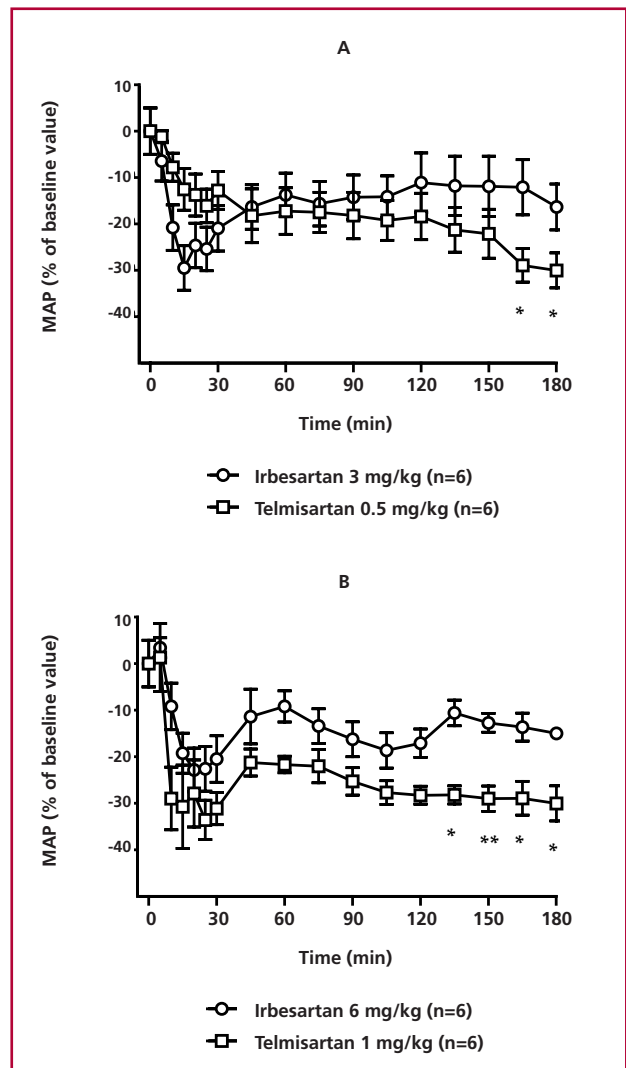 A
MAP (% of baseline value)
10
0
-10
-20
-30
-40
* *
0 30 60 90 120 150 180
Time (min)
Irbesartan 3 mg/kg (n=6)
Telmisartan 0.5 mg/kg (n=6)
B
MAP (% of baseline value)
10
0
-10
-20
-30
-40
* ** * *
0 30 60 90 120 150 180
Time (min)
Irbesartan 6 mg/kg (n=6)
Telmisartan 1 mg/kg (n=6)